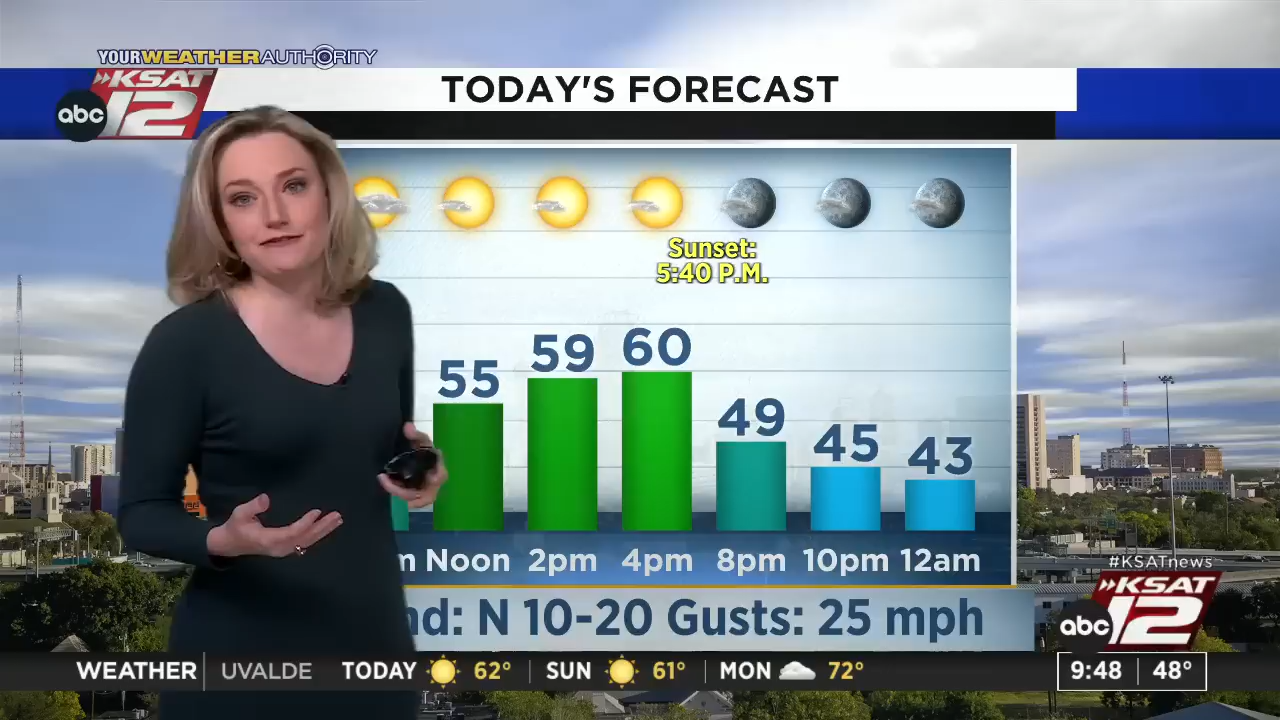 YOUR WEATHER AUTHORITY
KSAT
abc 12
TODAY'S FORECAST
Sunset:
5:40 P.M.
55 59 60 49 45 43
Noon 2pm 4pm 8pm 10pm 12am
nd: N 10-20 Gusts: 25 mph
#KSATnews
KSAT
abc 12
WEATHER UVALDE TODAY 62° SUN 61° MON 72° 9:48 48°